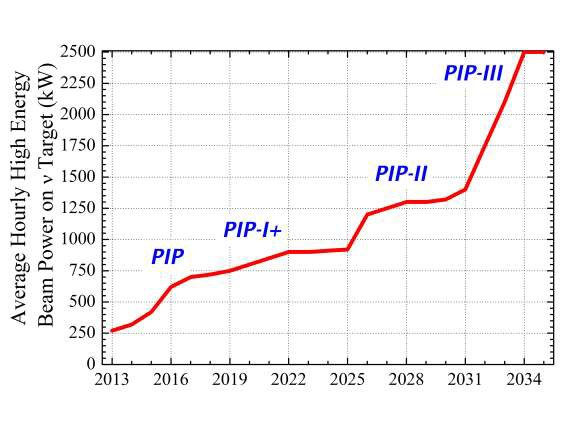 Average Hourly High Energy
Beam Power on ν Target (kW)
2500
2250
2000
1750
1500
1250
1000
750
500
250
0
PIP-III
PIP-II
PIP-I+
PIP
2013 2016 2019 2022 2025 2028 2031 2034